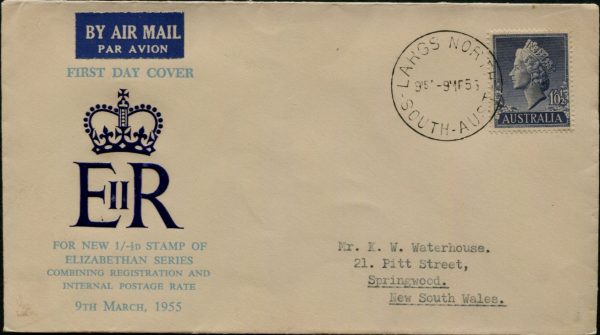 BY AIR MAIL
PAR AVION
FIRST DAY COVER
EIIR
FOR NEW 1/-½D STAMP OF
ELIZABETHAN SERIES
COMBINING REGISTRATION AND
INTERNAL POSTAGE RATE
9TH MARCH, 1955
LARGS NORTH
SOUTH-AUST
AUSTRALIA
Mr. K. W. Waterhouse.
21. Pitt Street,
Springwood.
New South Wales.